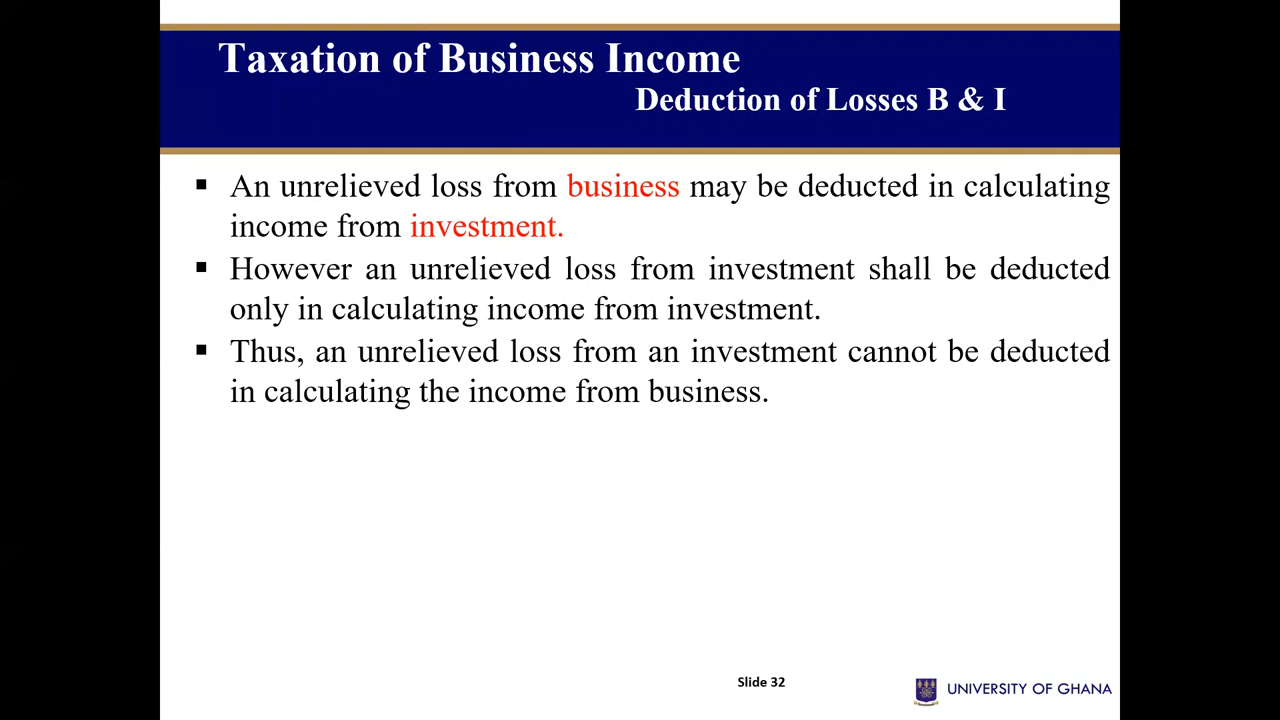 Taxation of Business Income
Deduction of Losses B & I
▪ An unrelieved loss from business may be deducted in calculating
income from investment.
▪ However an unrelieved loss from investment shall be deducted
only in calculating income from investment.
▪ Thus, an unrelieved loss from an investment cannot be deducted
in calculating the income from business.
Slide 32
UNIVERSITY OF GHANA